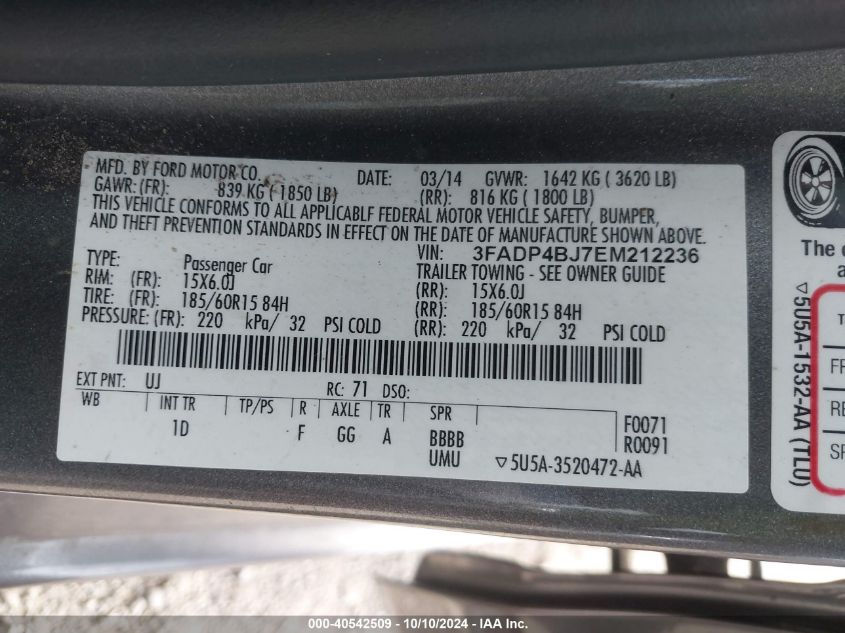 MFD. BY FORD MOTOR CO. DATE: 03/14 GVWR: 1642 KG ( 3620 LB)
GAWR: (FR): 839 KG ( 1850 LB) (RR): 816 KG ( 1800 LB)
THIS VEHICLE CONFORMS TO ALL APPLICABLF FEDERAL MOTOR VEHICLE SAFETY, BUMPER,
AND THEFT PREVENTION STANDARDS IN EFFECT ON THE DATE OF MANUFACTURE SHOWN ABOVE.
VIN: 3FADP4BJ7EM212236
TYPE: Passenger Car TRAILER TOWING - SEE OWNER GUIDE
RIM: (FR): 15X6.0J (RR): 15X6.0J
TIRE: (FR): 185/60R15 84H (RR): 185/60R15 84H
PRESSURE: (FR): 220 kPa/ 32 PSI COLD (RR): 220 kPa/ 32 PSI COLD
EXT PNT: UJ RC: 71 DSO:
WB INT TR TP/PS R AXLE TR SPR F0071
1D F GG A BBBB R0091
UMU ▽5U5A-3520472-AA
The
▽5U5A-1532-AA (TLU)
000-40542509 - 10/10/2024 - IAAI.com